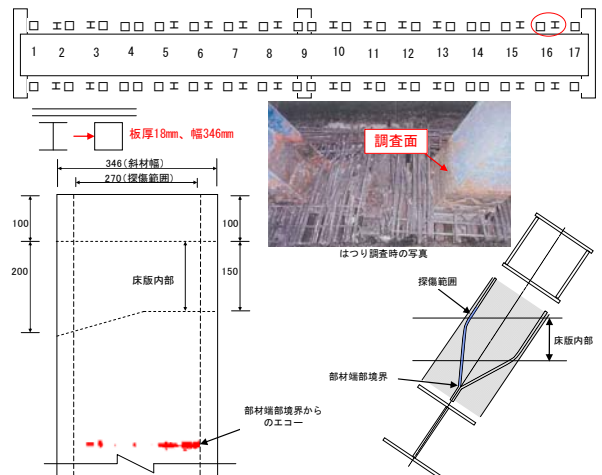 1 2 3 4 5 6 7 8 9 10 11 12 13 14 15 16 17
板厚18mm、幅346mm
346(斜材幅)
270(探傷範囲)
100
100
200
150
床版内部
調査面
はつり調査時の写真
探傷範囲
床版内部
部材端部境界
部材端部境界から
のエコー